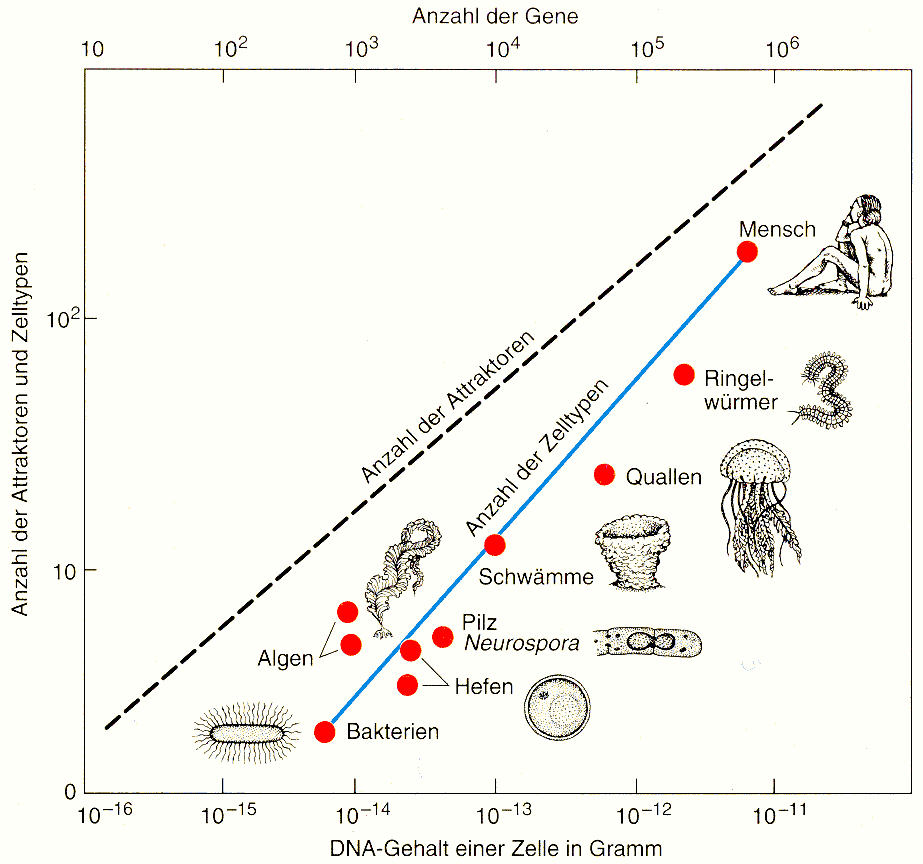 Anzahl der Gene
10 10² 10³ 10⁴ 10⁵ 10⁶
Anzahl der Attraktoren und Zelltypen
10²
10
0
Mensch
Anzahl der Attraktoren
Ringel-
würmer
Anzahl der Zelltypen
Quallen
Schwämme
Pilz
Neurospora
Algen
Hefen
Bakterien
10⁻¹⁶ 10⁻¹⁵ 10⁻¹⁴ 10⁻¹³ 10⁻¹² 10⁻¹¹
DNA-Gehalt einer Zelle in Gramm